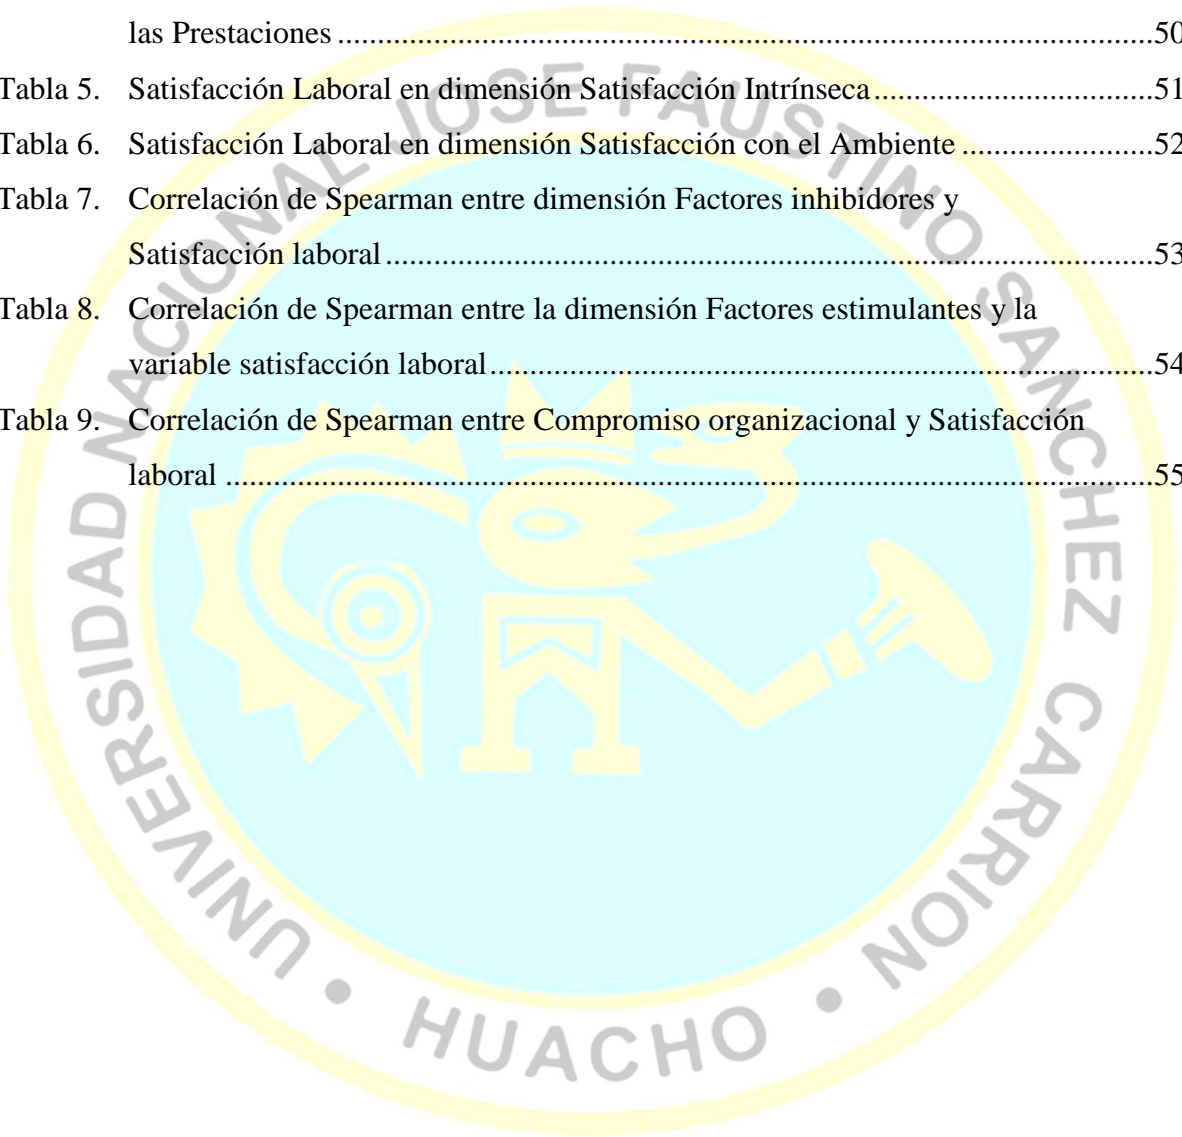 las Prestaciones ........................................................................................................................50
Tabla 5. Satisfacción Laboral en dimensión Satisfacción Intrínseca.........................................51
Tabla 6. Satisfacción Laboral en dimensión Satisfacción con el Ambiente ............................52
Tabla 7. Correlación de Spearman entre dimensión Factores inhibidores y
Satisfacción laboral.................................................................................................................53
Tabla 8. Correlación de Spearman entre la dimensión Factores estimulantes y la
variable satisfacción laboral..................................................................................................54
Tabla 9. Correlación de Spearman entre Compromiso organizacional y Satisfacción
laboral .........................................................................................................................................55
UNIVERSIDAD NACIONAL JOSE FAUSTINO SANCHEZ CARRION • HUACHO •